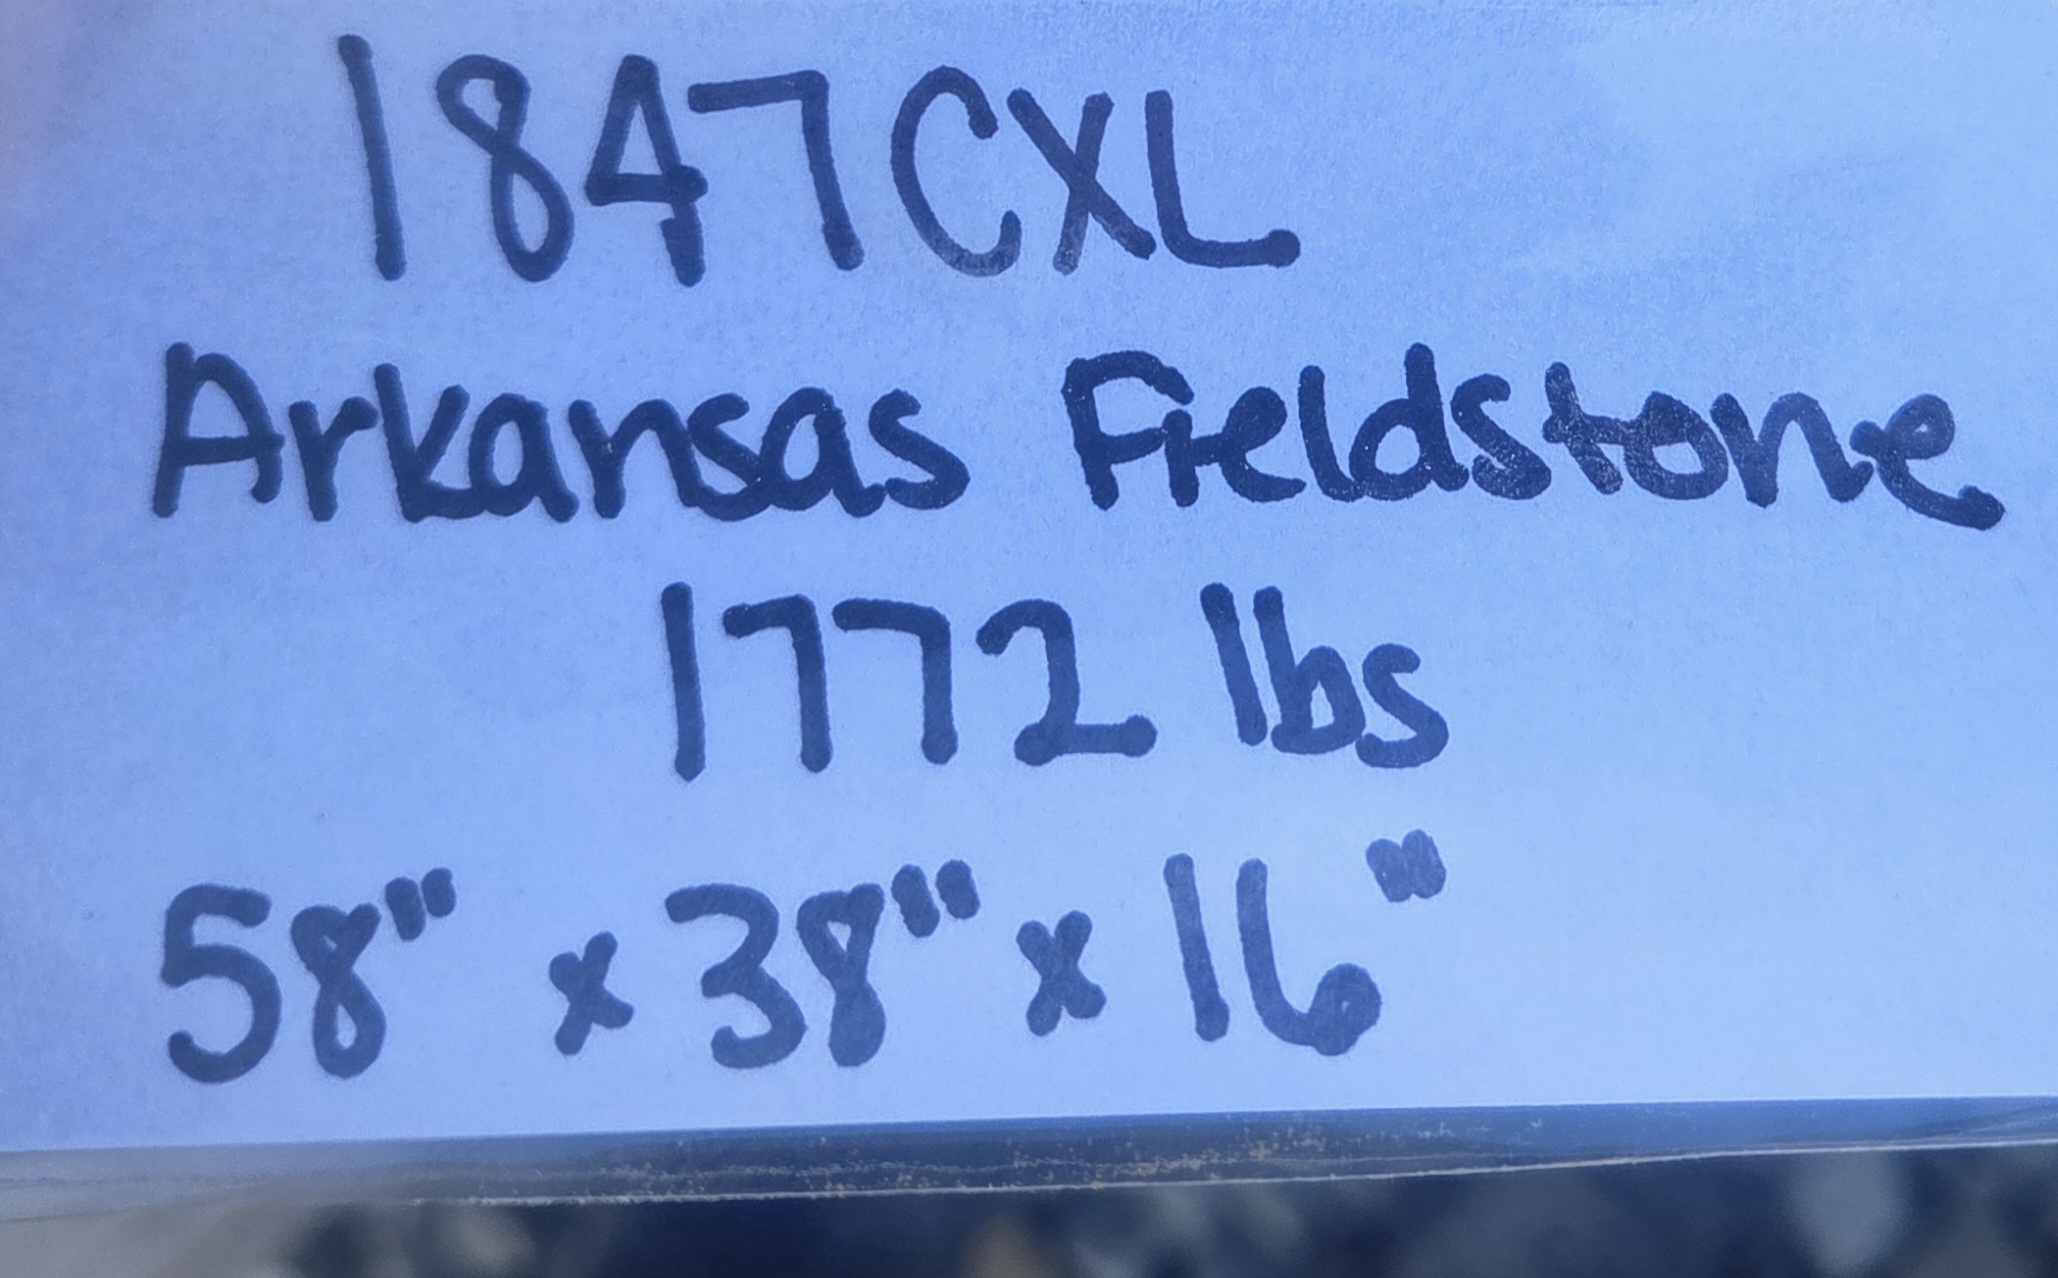 1847CXL
Arkansas Fieldstone
1772 lbs
58" x 38" x 16"